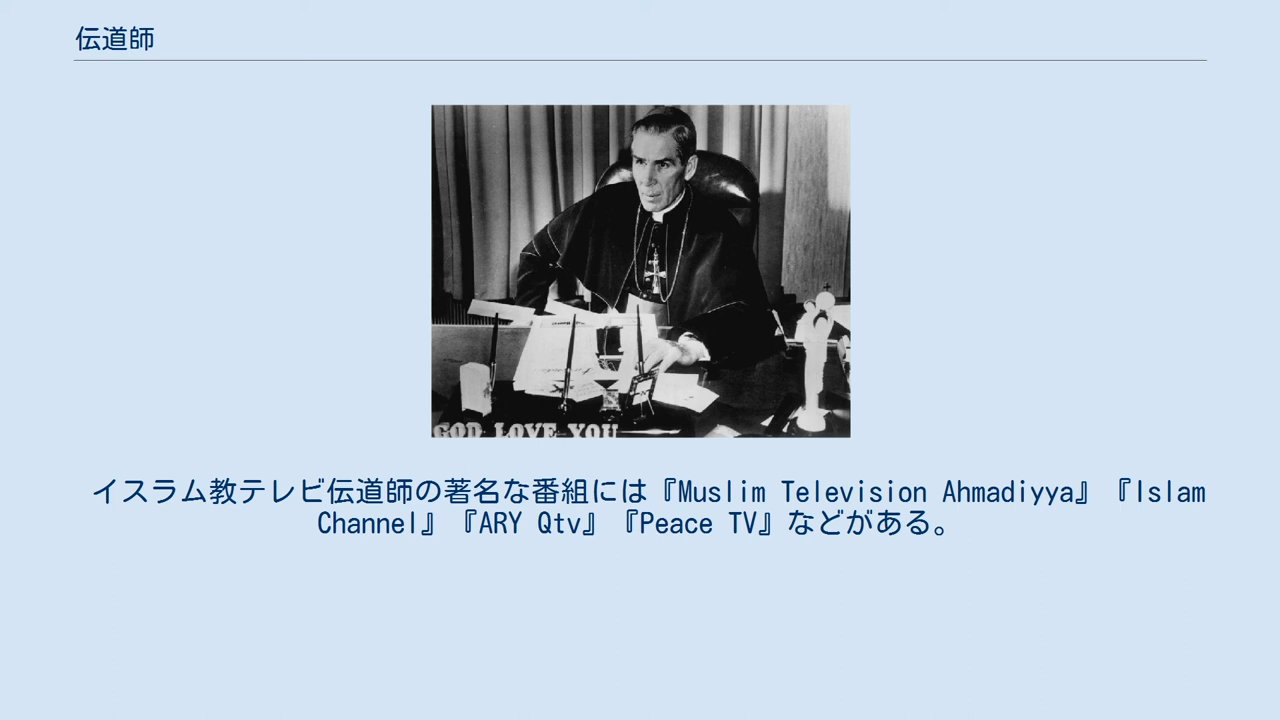 伝道師
GOD LOVE YOU
イスラム教テレビ伝道師の著名な番組には『Muslim Television Ahmadiyya』『Islam
Channel』『ARY Qtv』『Peace TV』などがある。